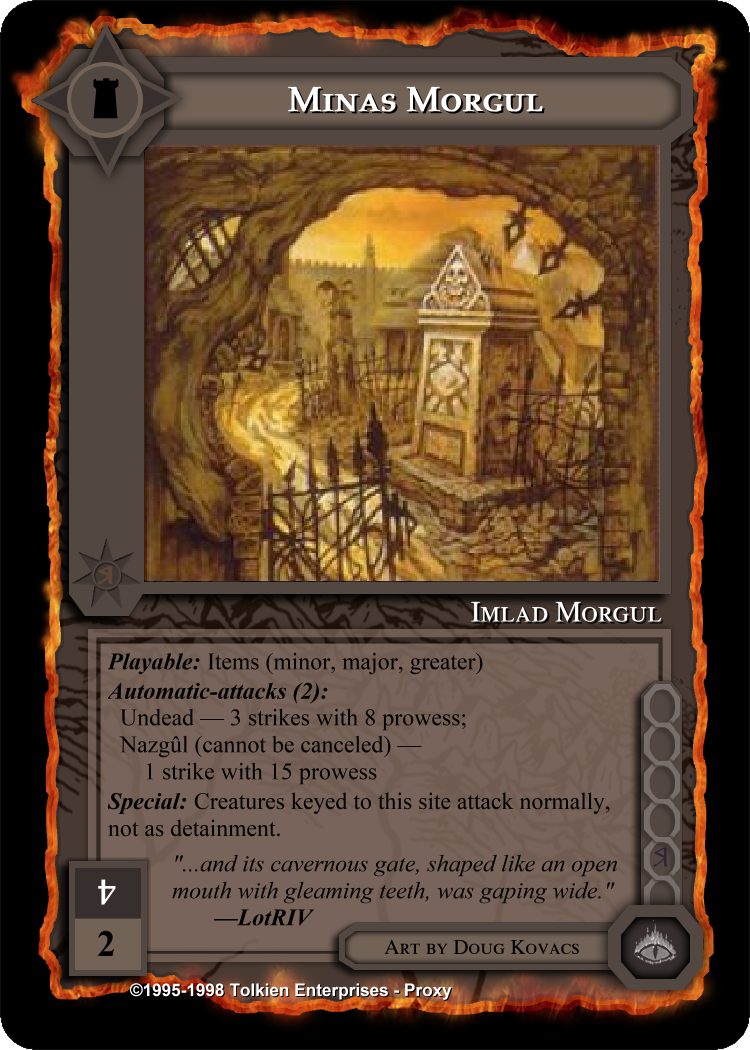 Minas Morgul
Imlad Morgul
Playable: Items (minor, major, greater)
Automatic-attacks (2):
Undead — 3 strikes with 8 prowess;
Nazgûl (cannot be canceled) —
1 strike with 15 prowess
Special: Creatures keyed to this site attack normally,
not as detainment.
"...and its cavernous gate, shaped like an open
mouth with gleaming teeth, was gaping wide."
—LotRIV
4
2
Art by Doug Kovacs
©1995-1998 Tolkien Enterprises - Proxy